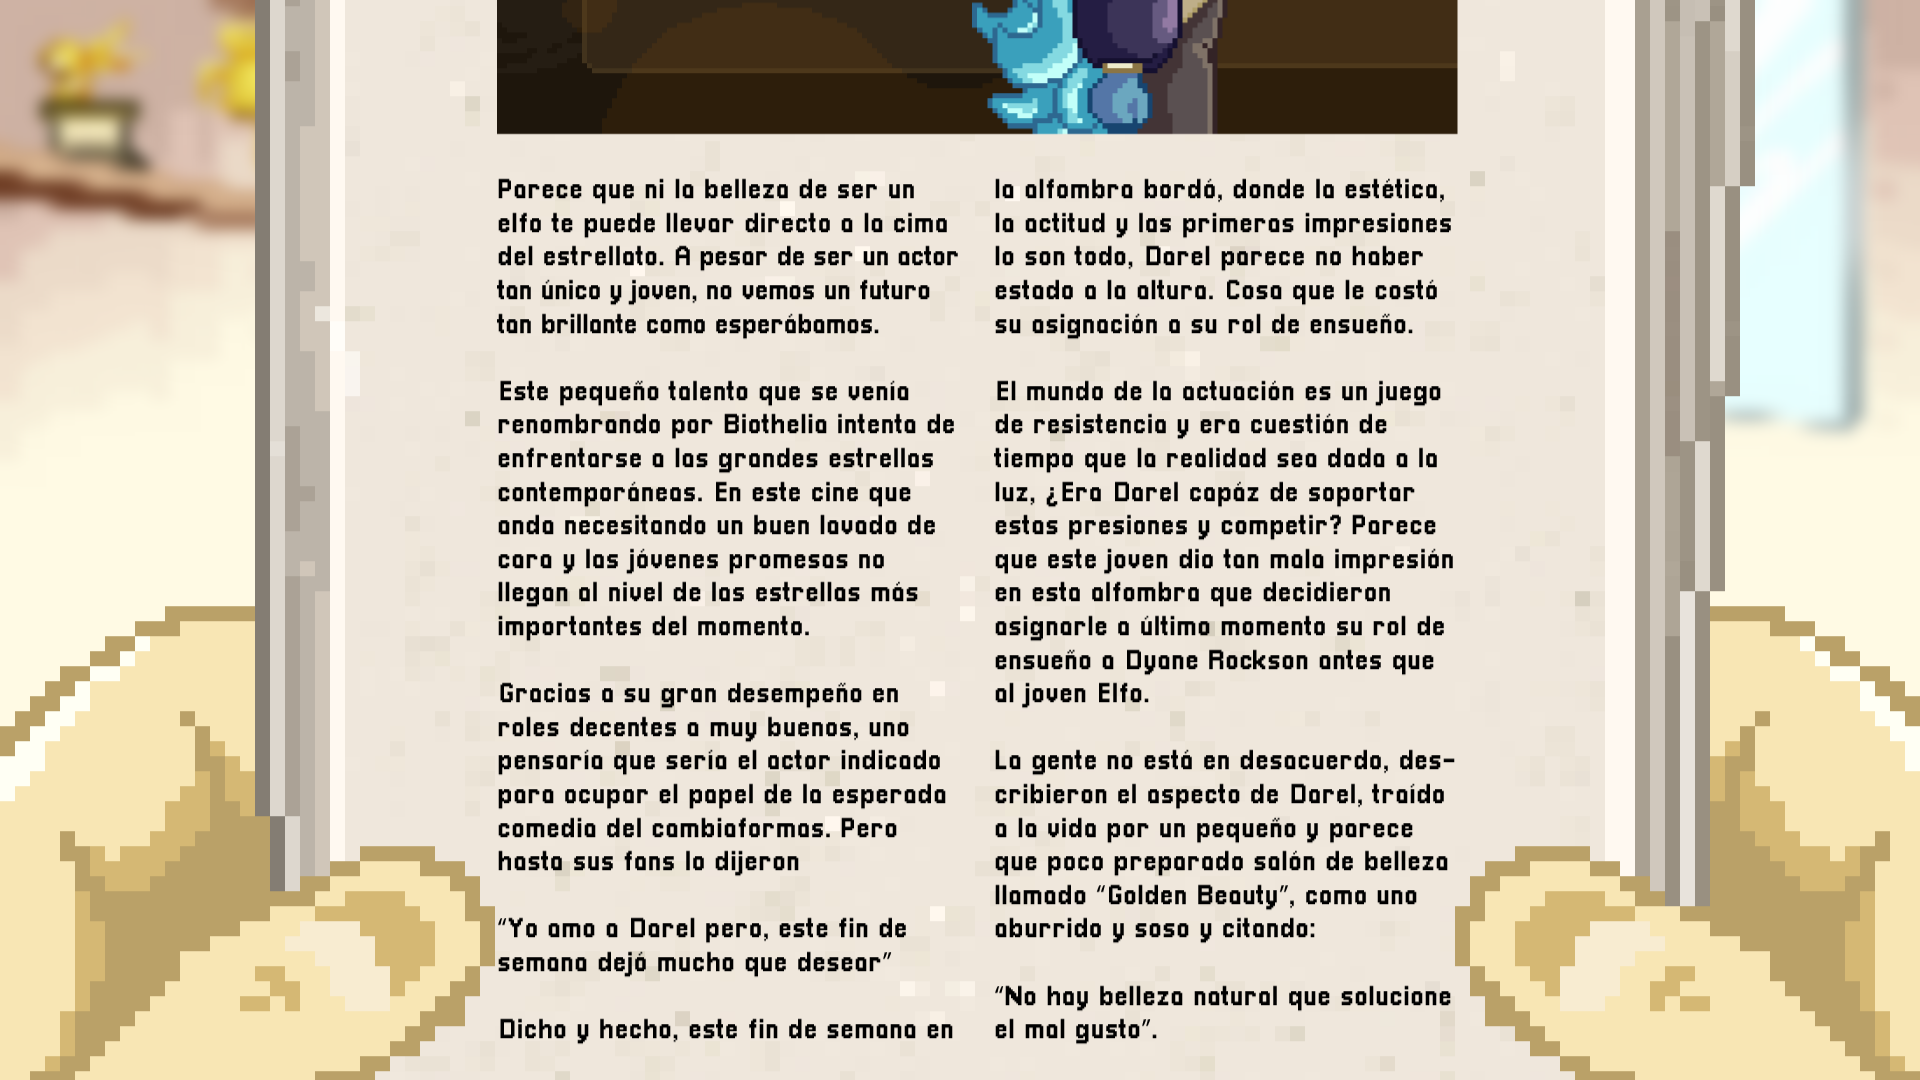 Parece que ni la belleza de ser un
elfo te puede llevar directo a la cima
del estrellato. A pesar de ser un actor
tan único y joven, no vemos un futuro
tan brillante como esperábamos.
Este pequeño talento que se venía
renombrando por Biothelia intenta de
enfrentarse a las grandes estrellas
contemporáneas. En este cine que
anda necesitando un buen lavado de
cara y las jóvenes promesas no
llegan al nivel de las estrellas más
importantes del momento.
Gracias a su gran desempeño en
roles decentes a muy buenos, uno
pensaría que sería el actor indicado
para ocupar el papel de la esperada
comedia del cambiaformas. Pero
hasta sus fans lo dijeron
“Yo amo a Darel pero, este fin de
semana dejó mucho que desear”
Dicho y hecho, este fin de semana en
la alfombra bordó, donde la estética,
la actitud y las primeras impresiones
lo son todo, Darel parece no haber
estado a la altura. Cosa que le costó
su asignación a su rol de ensueño.
El mundo de la actuación es un juego
de resistencia y era cuestión de
tiempo que la realidad sea dada a la
luz, ¿Era Darel capáz de soportar
estas presiones y competir? Parece
que este joven dio tan mala impresión
en esta alfombra que decidieron
asignarle a último momento su rol de
ensueño a Dyane Rockson antes que
al joven Elfo.
La gente no está en desacuerdo, des-
cribieron el aspecto de Darel, traído
a la vida por un pequeño y parece
que poco preparado salón de belleza
llamado “Golden Beauty”, como uno
aburrido y soso y citando:
“No hay belleza natural que solucione
el mal gusto”.